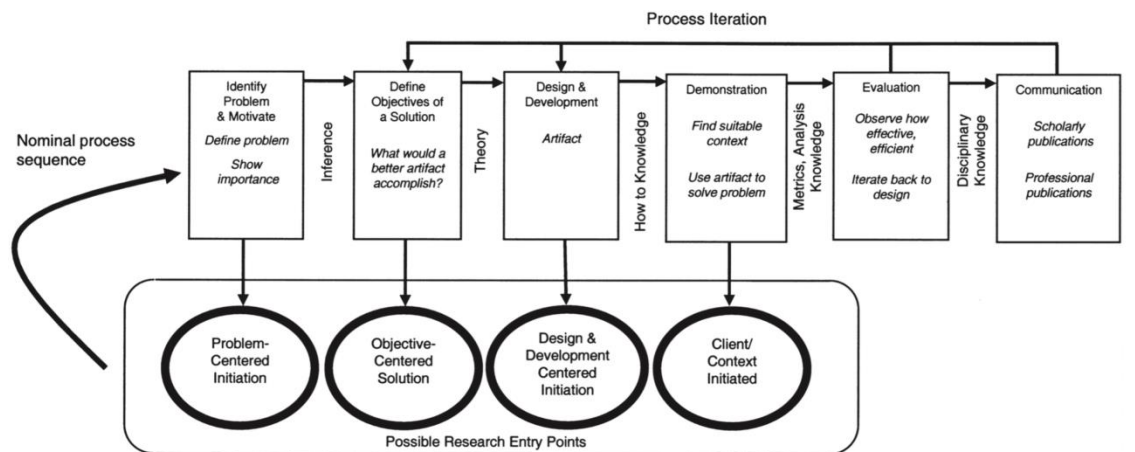 Process Iteration
Nominal process
sequence
Identify
Problem
& Motivate
Define problem
Show
importance
Inference
Define
Objectives of
a Solution
What would a
better artifact
accomplish?
Theory
Design &
Development
Artifact
How to Knowledge
Demonstration
Find suitable
context
Use artifact to
solve problem
Metrics, Analysis
Knowledge
Evaluation
Observe how
effective,
efficient
Iterate back to
design
Disciplinary
Knowledge
Communication
Scholarly
publications
Professional
publications
Problem-
Centered
Initiation
Objective-
Centered
Solution
Design &
Development
Centered
Initiation
Client/
Context
Initiated
Possible Research Entry Points